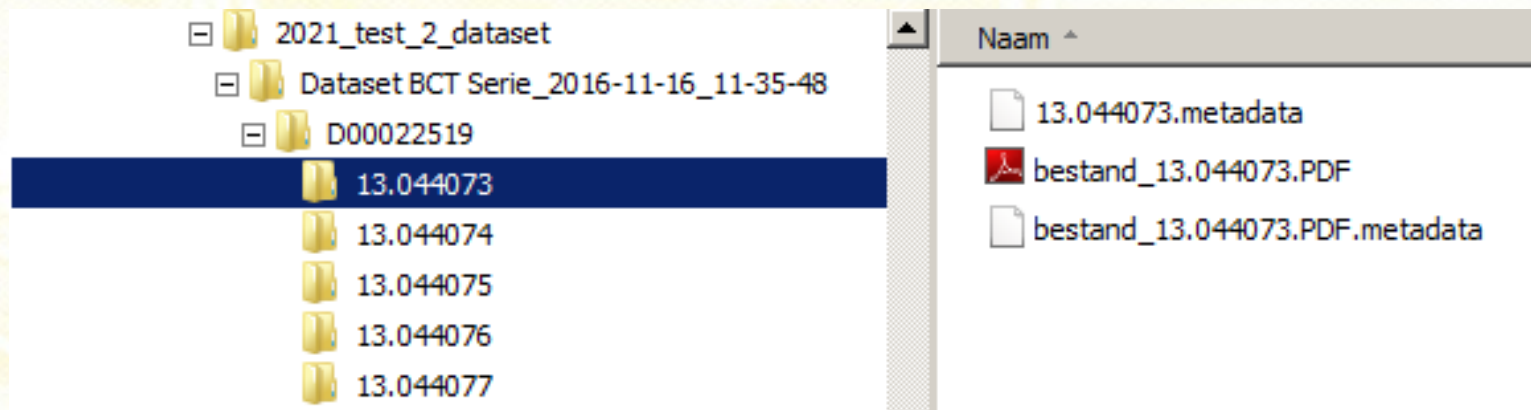 2021_test_2_dataset
Dataset BCT Serie_2016-11-16_11-35-48
D00022519
13.044073
13.044074
13.044075
13.044076
13.044077
Naam
13.044073.metadata
bestand_13.044073.PDF
bestand_13.044073.PDF.metadata